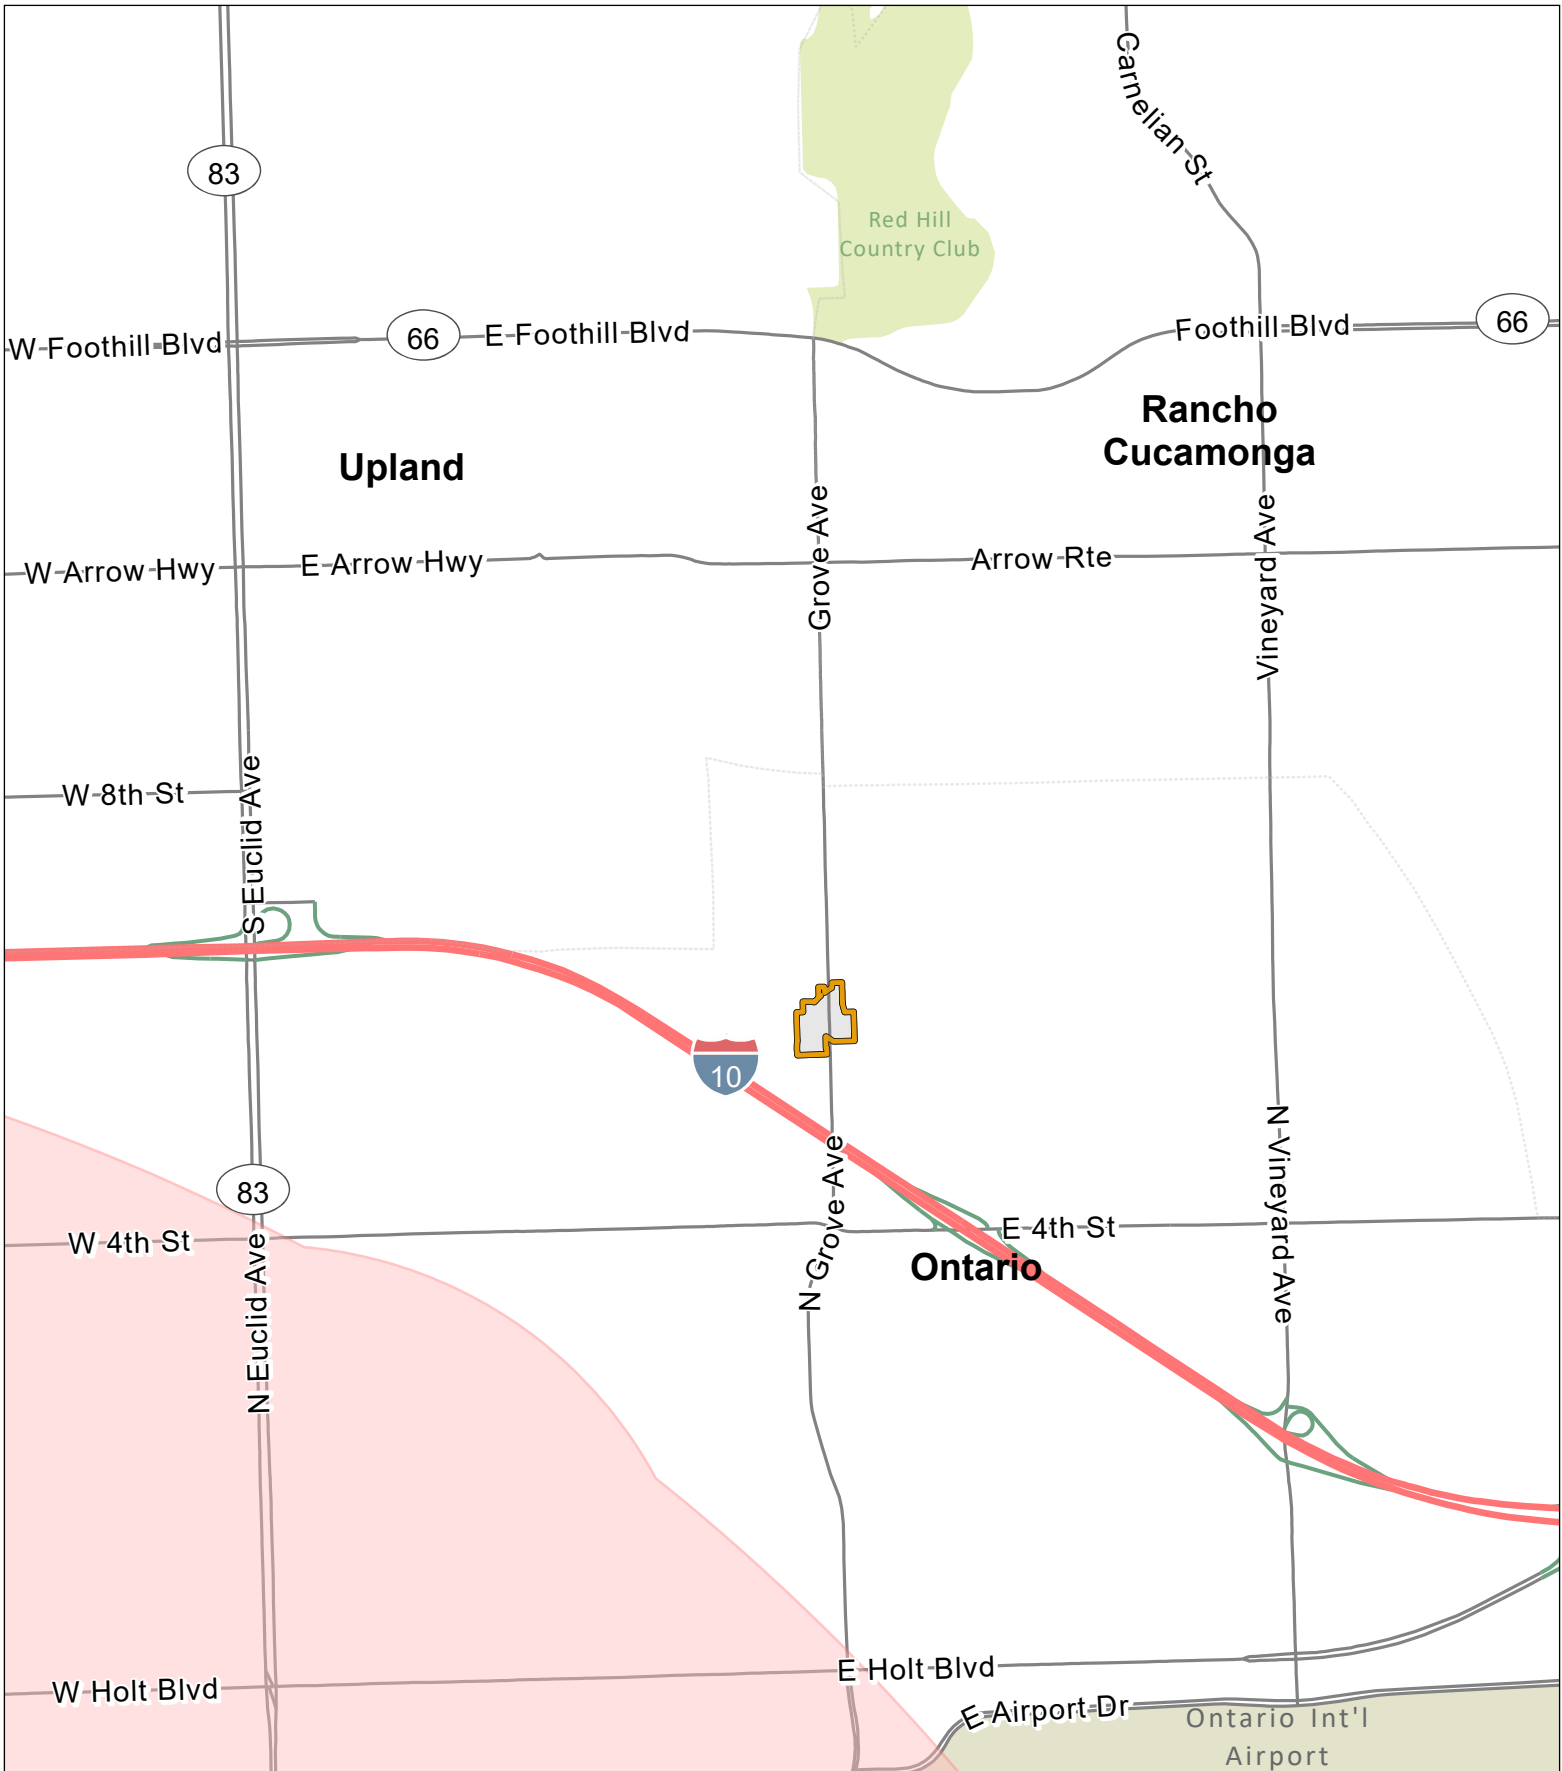 Carnelian St
83
Red Hill
Country Club
W Foothill Blvd
66
E Foothill Blvd
Foothill Blvd
66
Rancho
Cucamonga
Upland
Grove Ave
Vineyard Ave
W Arrow Hwy
E Arrow Hwy
Arrow Rte
W 8th St
S Euclid Ave
10
N Vineyard Ave
83
N Grove Ave
W 4th St
E 4th St
Ontario
N Euclid Ave
W Holt Blvd
E Holt Blvd
E Airport Dr
Ontario Int'l
Airport